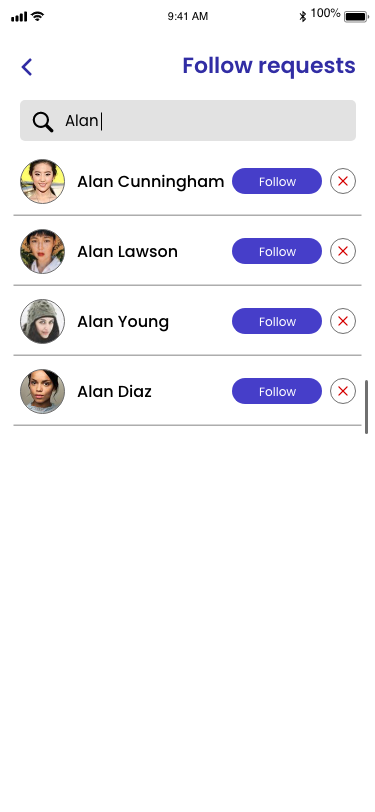 9:41 AM 100%
Follow requests
Alan
Alan Cunningham Follow
Alan Lawson Follow
Alan Young Follow
Alan Diaz Follow